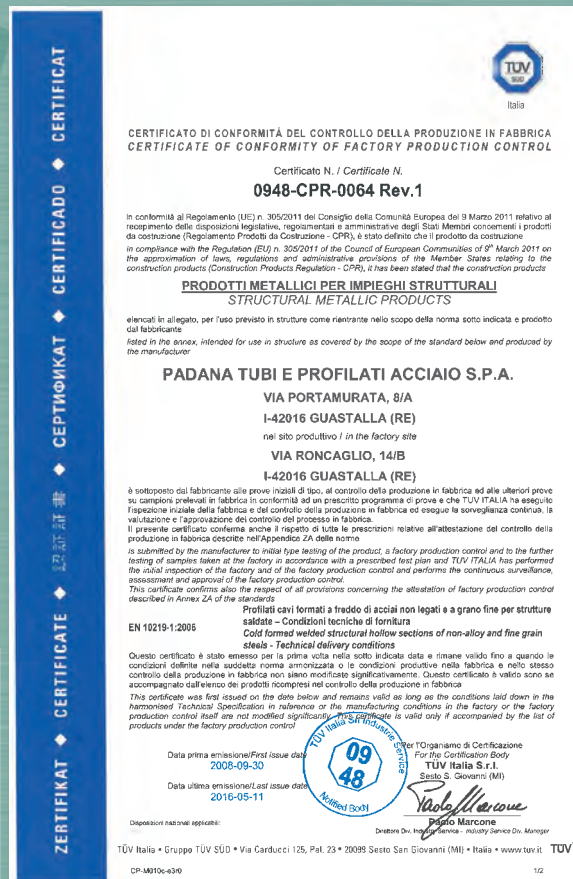 ZERTIFIKAT ◆ CERTIFICATE ◆ 認証証書 ◆ СЕРТИФИКАТ ◆ CERTIFICADO ◆ CERTIFICAT
TÜV
SÜD
Italia
CERTIFICATO DI CONFORMITÀ DEL CONTROLLO DELLA PRODUZIONE IN FABBRICA
CERTIFICATE OF CONFORMITY OF FACTORY PRODUCTION CONTROL
Certificato N. / Certificate N.
0948-CPR-0064 Rev.1
In conformità al Regolamento (UE) n. 305/2011 del Consiglio della Comunità Europea del 9 Marzo 2011 relativo al
recepimento delle disposizioni legislative, regolamentari e amministrative degli Stati Membri concernenti i prodotti
da costruzione (Regolamento Prodotti da Costruzione - CPR), è stato definito che il prodotto da costruzione
in compliance with the Regulation (EU) n. 305/2011 of the Council of European Communities of 9th March 2011 on
the approximation of laws, regulations and administrative provisions of the Member States relating to the
construction products (Construction Products Regulation - CPR), it has been stated that the construction products
PRODOTTI METALLICI PER IMPIEGHI STRUTTURALI
STRUCTURAL METALLIC PRODUCTS
elencati in allegato, per l'uso previsto in strutture come rientrante nello scopo della norma sotto indicata e prodotto
dal fabbricante
listed in the annex, intended for use in structure as covered by the scope of the standard below and produced by
the manufacturer
PADANA TUBI E PROFILATI ACCIAIO S.P.A.
VIA PORTAMURATA, 8/A
I-42016 GUASTALLA (RE)
nel sito produttivo / in the factory site
VIA RONCAGLIO, 14/B
I-42016 GUASTALLA (RE)
è sottoposto dal fabbricante alle prove iniziali di tipo, al controllo della produzione in fabbrica ed alle ulteriori prove
su campioni prelevati in fabbrica in conformità ad un prescritto programma di prove e che TUV ITALIA ha eseguito
l'ispezione iniziale della fabbrica e del controllo della produzione in fabbrica ed esegue la sorveglianza continua, la
valutazione e l'approvazione dei controllo del processo in fabbrica.
Il presente certificato conferma anche il rispetto di tutte le prescrizioni relative all'attestazione del controllo della
produzione in fabbrica descritte nell'Appendice ZA delle norme
is submitted by the manufacturer to initial type testing of the product, a factory production control and to the further
testing of samples taken at the factory in accordance with a prescribed test plan and TUV ITALIA has performed
the initial inspection of the factory and of the factory production control and performs the continuous surveillance,
assessment and approval of the factory production control.
This certificate confirms also the respect of all provisions concerning the attestation of factory production control
described in Annex ZA of the standards
EN 10219-1:2006
Profilati cavi formati a freddo di acciai non legati e a grano fine per strutture
saldate – Condizioni tecniche di fornitura
Cold formed welded structural hollow sections of non-alloy and fine grain
steels - Technical delivery conditions
Questo certificato è stato emesso per la prima volta nella sotto indicata data e rimane valido fino a quando le
condizioni definite nella suddetta norma armonizzata o le condizioni produttive nella fabbrica e nello stesso
controllo della produzione in fabbrica non siano modificate significativamente. Questo certificato è valido solo se
accompagnato dall'elenco dei prodotti ricompresi nel controllo della produzione in fabbrica
This certificate was first issued on the date below and remains valid as long as the conditions laid down in the
harmonised Technical Specification in reference or the manufacturing conditions in the factory or the factory
production control itself are not modified significantly. This certificate is valid only if accompanied by the list of
products under the factory production control
Data prima emissione/First issue date
2008-09-30
Data ultima emissione/Last issue date
2016-05-11
TÜV Italia Srl Industrie Service
09
48
Notified Body
Per l'Organismo di Certificazione
For the Certification Body
TÜV Italia S.r.l.
Sesto S. Giovanni (MI)
Paolo Marcone
Paolo Marcone
Direttore Div. Industry Service - Industry Service Div. Manager
Disposizioni nazionali applicabili:
TÜV Italia • Gruppo TÜV SÜD • Via Carducci 125, Pal. 23 • 20099 Sesto San Giovanni (MI) • Italia • www.tuv.it TÜV
CP-M010c-e3r0
1/2